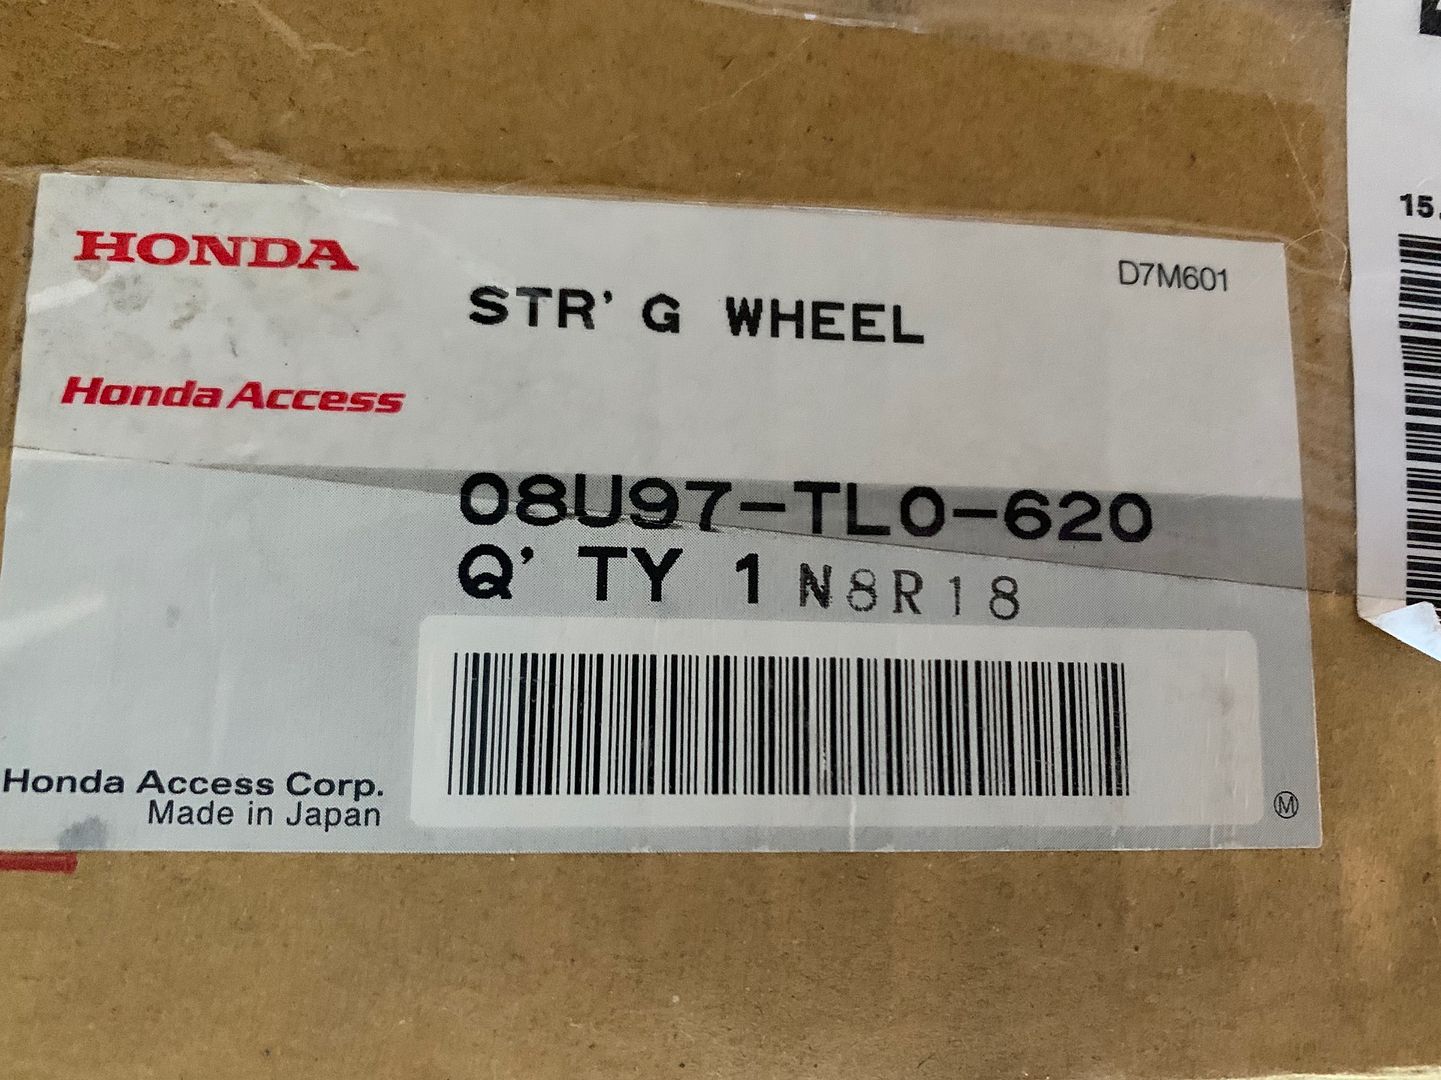 HONDA
D7M601
STR' G WHEEL
Honda Access
08U97-TL0-620
Q' TY 1 N8R18
Honda Access Corp.
Made in Japan
M
15.